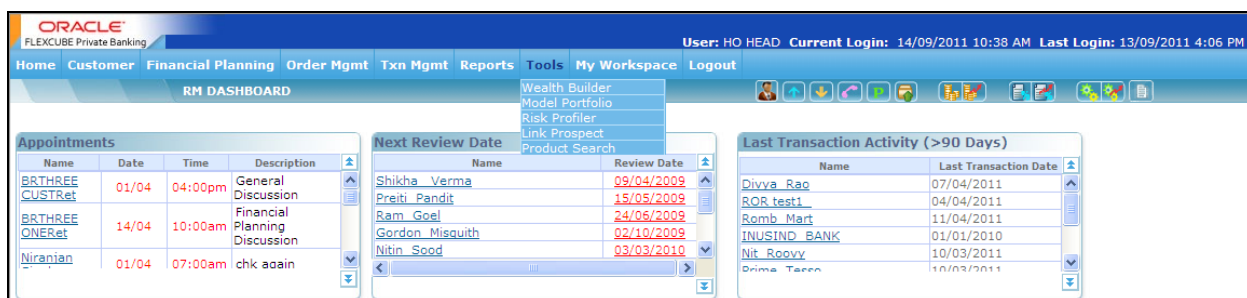 ORACLE
FLEXCUBE Private Banking
User: HO HEAD Current Login: 14/09/2011 10:38 AM Last Login: 13/09/2011 4:06 PM
Home Customer Financial Planning Order Mgmt Txn Mgmt Reports Tools My Workspace Logout
RM DASHBOARD
Wealth Builder
Model Portfolio
Risk Profiler
Link Prospect
Product Search
P
Appointments
Name Date Time Description
BRTHREE CUSTRet 01/04 04:00pm General Discussion
BRTHREE ONERet 14/04 10:00am Financial Planning Discussion
Niranjan 01/04 07:00am chk again
Next Review Date
Name Review Date
Shikha Verma 09/04/2009
Preiti Pandit 15/05/2009
Ram Goel 24/06/2009
Gordon Misquith 02/10/2009
Nitin Sood 03/03/2010
Last Transaction Activity (>90 Days)
Name Last Transaction Date
Divya Rao 07/04/2011
ROR test1 04/04/2011
Romb Mart 11/04/2011
INUSIND BANK 01/01/2010
Nit Roovy 10/03/2011
Prime Tesso 10/03/2011